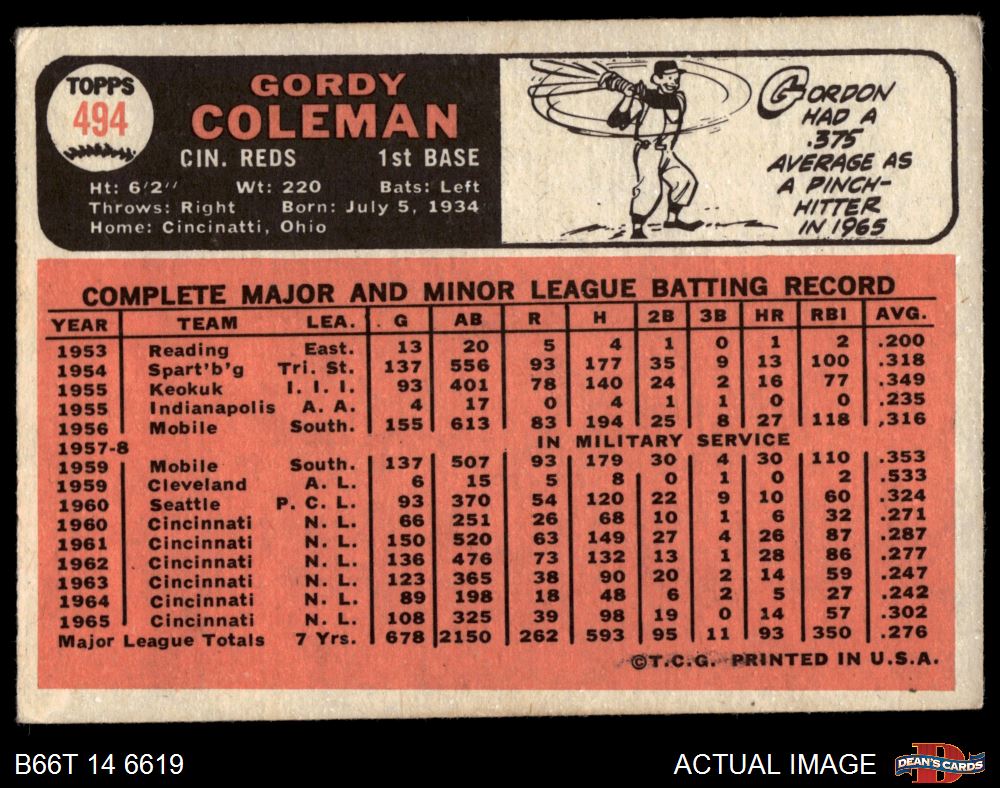 TOPPS
494
GORDY
COLEMAN
CIN. REDS 1st BASE
Ht: 6'2" Wt: 220 Bats: Left
Throws: Right Born: July 5, 1934
Home: Cincinatti, Ohio
GORDON
HAD A
.375
AVERAGE AS
A PINCH-
HITTER
IN 1965
COMPLETE MAJOR AND MINOR LEAGUE BATTING RECORD
YEAR TEAM LEA. G AB R H 2B 3B HR RBI AVG.
1953 Reading East. 13 20 5 4 1 0 1 2 .200
1954 Spart'b'g Tri. St. 137 556 93 177 35 9 13 100 .318
1955 Keokuk I. I. I. 93 401 78 140 24 2 16 77 .349
1955 Indianapolis A. A. 4 17 0 4 1 1 0 0 .235
1956 Mobile South. 155 613 83 194 25 8 27 118 ,316
1957-8 IN MILITARY SERVICE
1959 Mobile South. 137 507 93 179 30 4 30 110 .353
1959 Cleveland A. L. 6 15 5 8 0 1 0 2 .533
1960 Seattle P. C. L. 93 370 54 120 22 9 10 60 .324
1960 Cincinnati N. L. 66 251 26 68 10 1 6 32 .271
1961 Cincinnati N. L. 150 520 63 149 27 4 26 87 .287
1962 Cincinnati N. L. 136 476 73 132 13 1 28 86 .277
1963 Cincinnati N. L. 123 365 38 90 20 2 14 59 .247
1964 Cincinnati N. L. 89 198 18 48 6 2 5 27 .242
1965 Cincinnati N. L. 108 325 39 98 19 0 14 57 .302
Major League Totals 7 Yrs. 678 2150 262 593 95 11 93 350 .276
©T.C.G. PRINTED IN U.S.A.
B66T 14 6619 ACTUAL IMAGE
D
DEAN'S CARDS